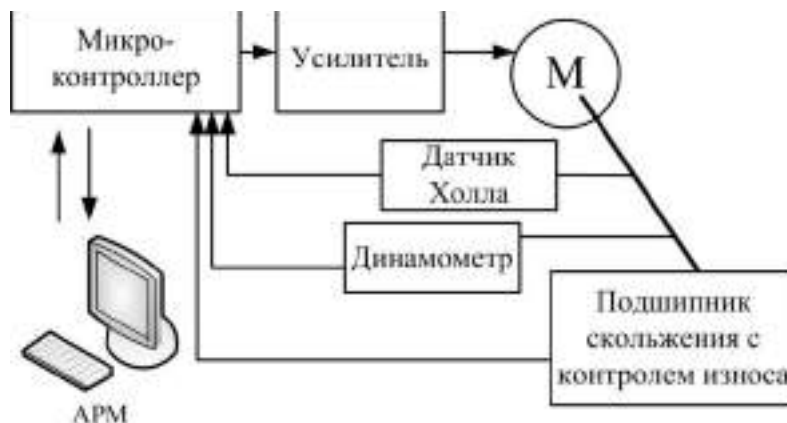 Микро-
контроллер
Усилитель
М
Датчик
Холла
Динамометр
Подшипник
скольжения с
контролем износа
АРМ